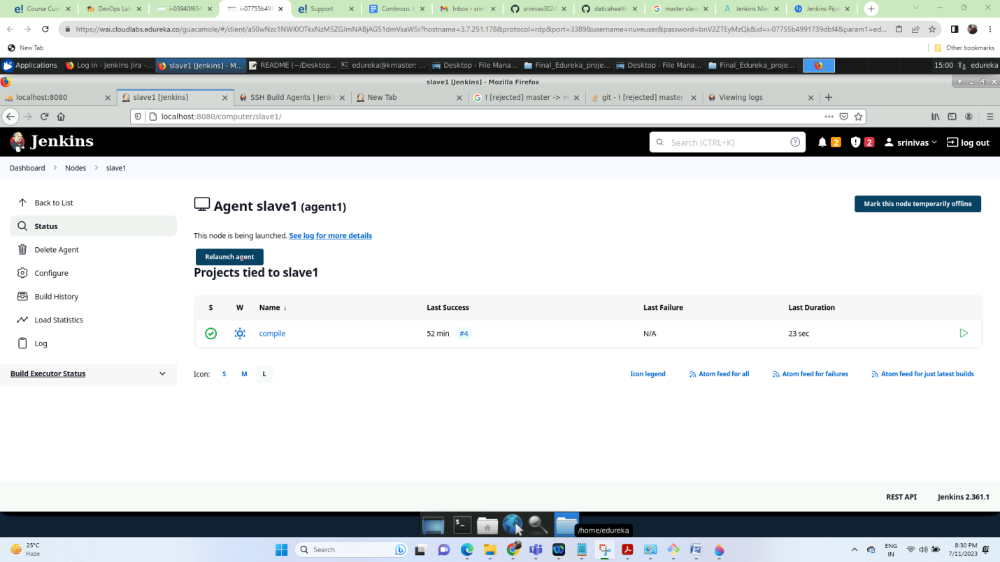 Course Curr
DevOps Lab
i-03940f654
i-07755b499
Support
Continous I
Inbox - srini
srinivas3024
daticahealth
master slave
Jenkins Mas
Jenkins Pipe
https://wai.cloudlabs.edureka.co/guacamole/#/client/aS0wNzc1NWI0OTkxNzM5ZGJmNABjAG51dmVsaW5r?hostname=3.7.251.178&protocol=rdp&port=3389&username=nuveuser&password=bnV2ZTEyMzQk&id=i-07755b4991739dbf4&param1=ed...
New Tab
Other bookmarks
Applications
Log in - Jenkins Jira -...
slave1 [Jenkins] - M...
README (~/Desktop...
edureka@kmaster: ...
Desktop - File Mana...
Final_Edureka_proje...
Desktop - File Mana...
Final_Edureka_proje...
15:00
edureka
slave1 [Jenkins] - Mozilla Firefox
localhost:8080
slave1 [Jenkins]
SSH Build Agents | Jenki
New Tab
! [rejected] master -> m
git - ! [rejected] master
Viewing logs
localhost:8080/computer/slave1/
Jenkins
Search (CTRL+K)
2
2
srinivas
log out
Dashboard
Nodes
slave1
Back to List
Status
Delete Agent
Configure
Build History
Load Statistics
Log
Build Executor Status
Agent slave1 (agent1)
Mark this node temporarily offline
This node is being launched. See log for more details
Relaunch agent
Projects tied to slave1
S W Name ↓ Last Success Last Failure Last Duration
compile 52 min #4 N/A 23 sec
Icon: S M L
Icon legend
Atom feed for all
Atom feed for failures
Atom feed for just latest builds
REST API
Jenkins 2.361.1
/home/edureka
25°C
Haze
Search
ENG
IN
8:30 PM
7/11/2023